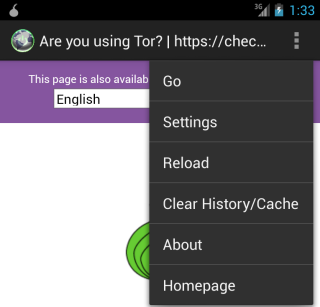 3G 1:33
Are you using Tor? | https://chec...
This page is also availab
English
Go
Settings
Reload
Clear History/Cache
About
Homepage